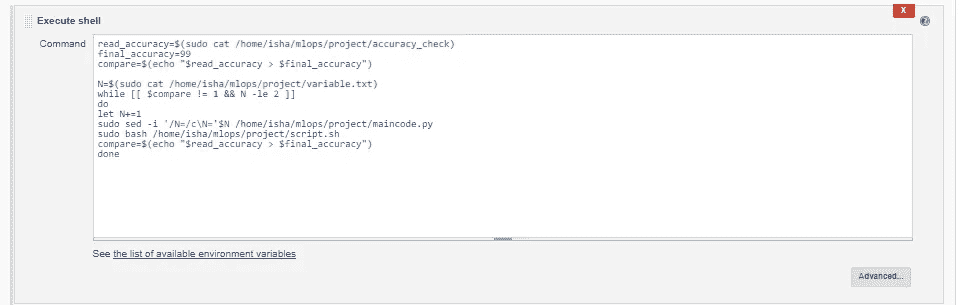 X
Execute shell
Command
read_accuracy=$(sudo cat /home/isha/mlops/project/accuracy_check)
final_accuracy=99
compare=$(echo "$read_accuracy > $final_accuracy")
N=$(sudo cat /home/isha/mlops/project/variable.txt)
while [[ $compare != 1 && N -le 2 ]]
do
let N+=1
sudo sed -i '/N=/c\N='$N /home/isha/mlops/project/maincode.py
sudo bash /home/isha/mlops/project/script.sh
compare=$(echo "$read_accuracy > $final_accuracy")
done
See the list of available environment variables
Advanced...